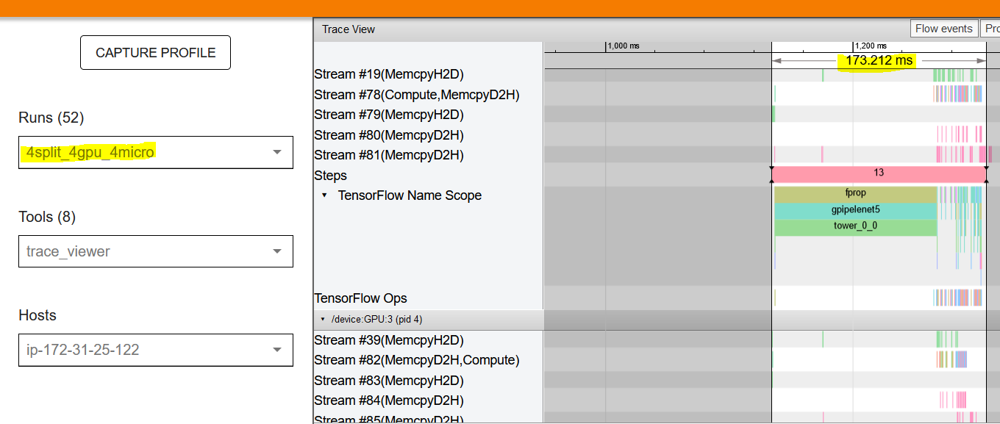 CAPTURE PROFILE
Runs (52)
4split_4gpu_4micro
Tools (8)
trace_viewer
Hosts
ip-172-31-25-122
Trace View
Flow events
1,000 ms
1,200 ms
173.212 ms
Stream #19(MemcpyH2D)
Stream #78(Compute,MemcpyD2H)
Stream #79(MemcpyH2D)
Stream #80(MemcpyD2H)
Stream #81(MemcpyD2H)
Steps
13
TensorFlow Name Scope
fprop
gpipelenet5
tower_0_0
TensorFlow Ops
/device:GPU:3 (pid 4)
Stream #39(MemcpyH2D)
Stream #82(MemcpyD2H,Compute)
Stream #83(MemcpyH2D)
Stream #84(MemcpyD2H)
Stream #85(MemcpyD2H)